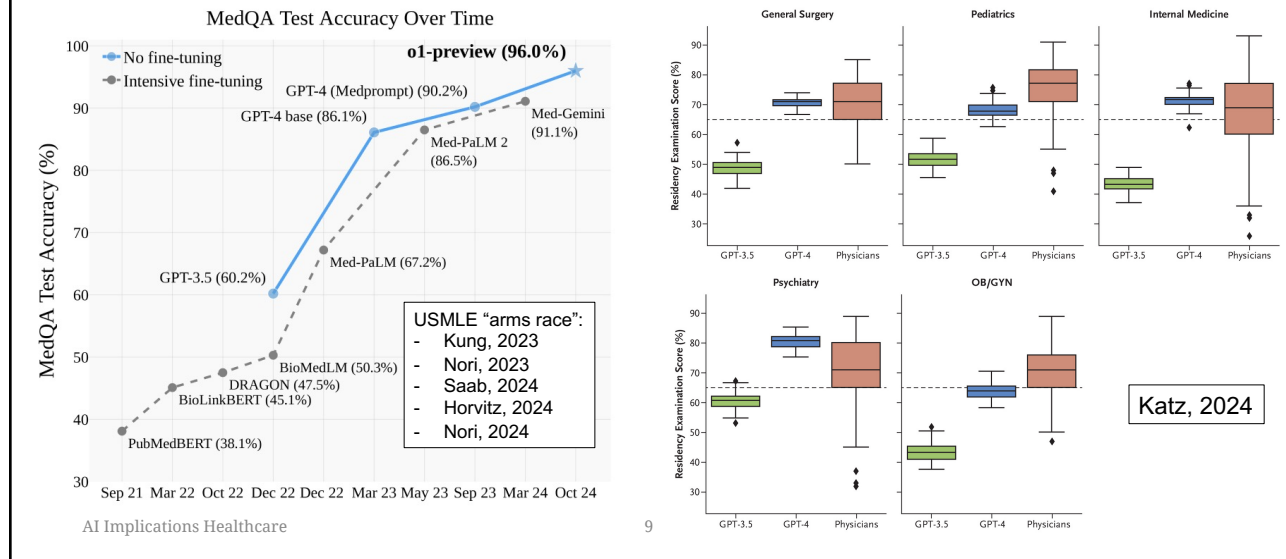 MedQA Test Accuracy Over Time
MedQA Test Accuracy (%)
100
90
80
70
60
50
40
30
No fine-tuning
Intensive fine-tuning
o1-preview (96.0%)
GPT-4 (Medprompt) (90.2%)
GPT-4 base (86.1%)
Med-Gemini
(91.1%)
Med-PaLM 2
(86.5%)
Med-PaLM (67.2%)
GPT-3.5 (60.2%)
BioMedLM (50.3%)
DRAGON (47.5%)
BioLinkBERT (45.1%)
PubMedBERT (38.1%)
USMLE “arms race”:
- Kung, 2023
- Nori, 2023
- Saab, 2024
- Horvitz, 2024
- Nori, 2024
Sep 21 Mar 22 Oct 22 Dec 22 Dec 22 Mar 23 May 23 Sep 23 Mar 24 Oct 24
General Surgery
Pediatrics
Internal Medicine
Residency Examination Score (%)
90
80
70
60
50
40
30
GPT-3.5 GPT-4 Physicians
GPT-3.5 GPT-4 Physicians
GPT-3.5 GPT-4 Physicians
Psychiatry
OB/GYN
Residency Examination Score (%)
90
80
70
60
50
40
30
GPT-3.5 GPT-4 Physicians
GPT-3.5 GPT-4 Physicians
Katz, 2024
AI Implications Healthcare
9